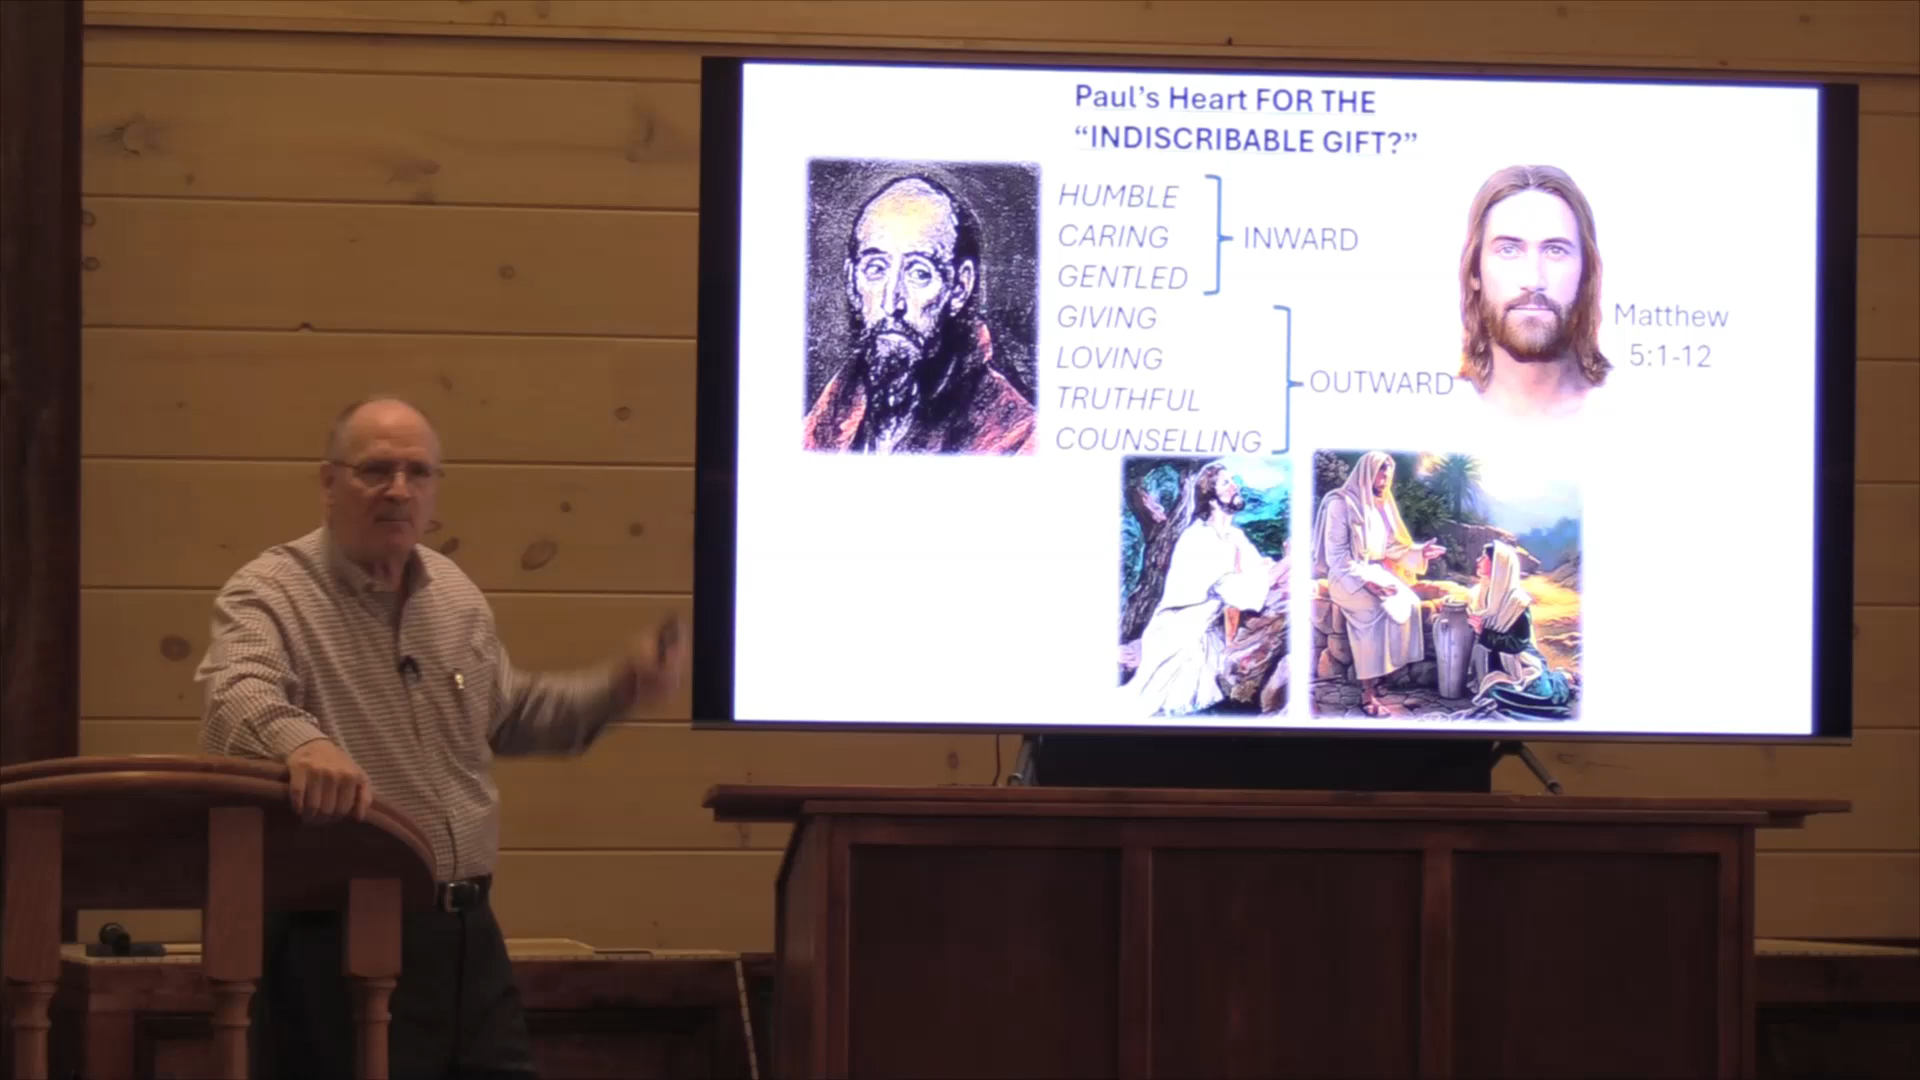 Paul's Heart FOR THE
“INDISCRIBABLE GIFT?”
HUMBLE
CARING
GENTLED
INWARD
GIVING
LOVING
TRUTHFUL
COUNSELLING
OUTWARD
Matthew
5:1-12